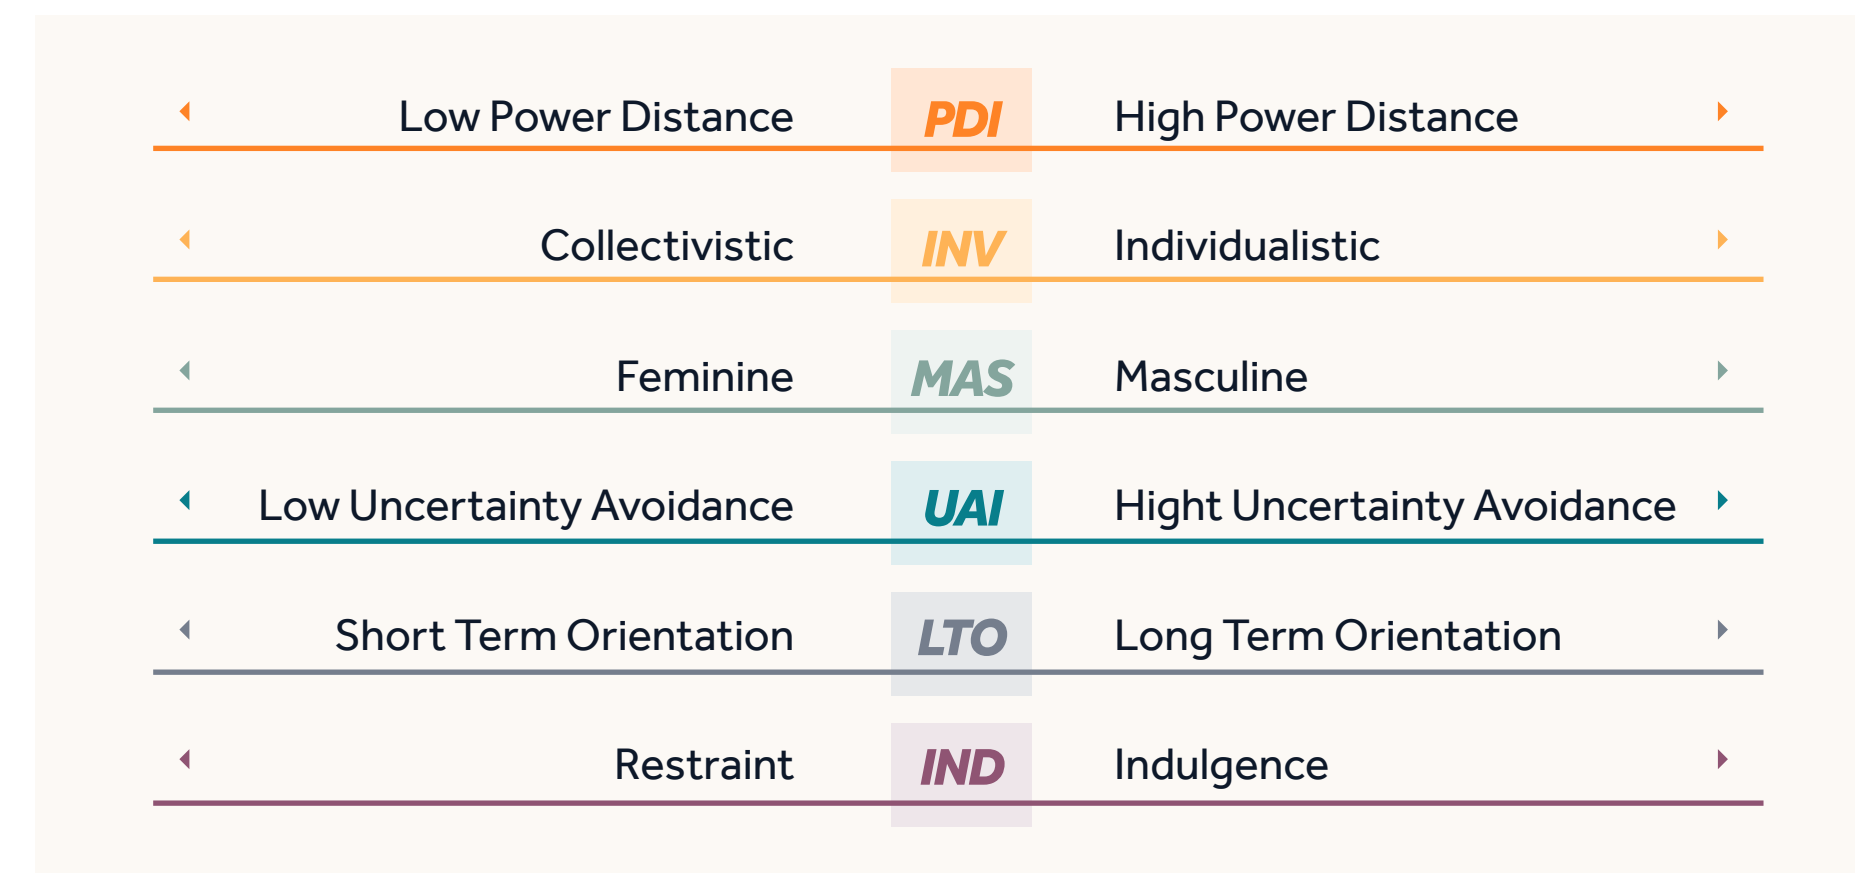 Low Power Distance PDI High Power Distance
Collectivistic INV Individualistic
Feminine MAS Masculine
Low Uncertainty Avoidance UAI Hight Uncertainty Avoidance
Short Term Orientation LTO Long Term Orientation
Restraint IND Indulgence